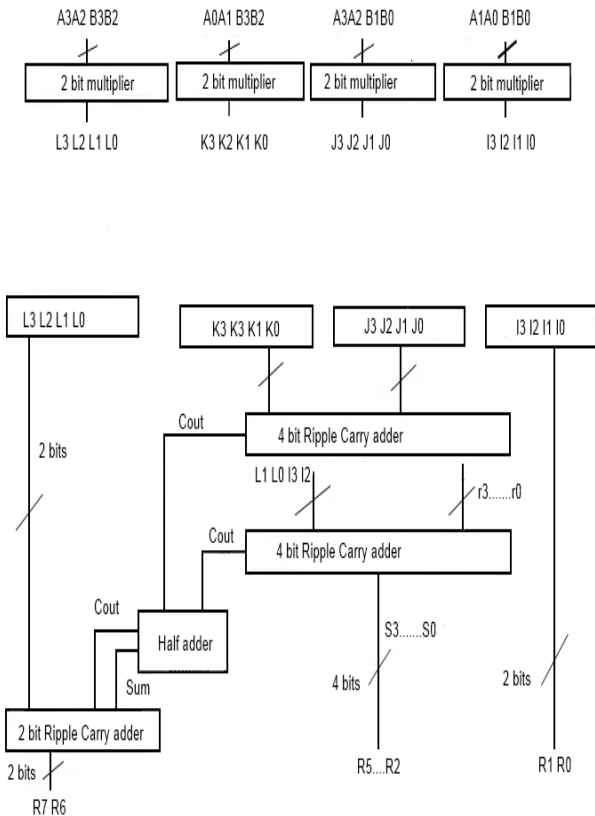 A3A2 B3B2
A0A1 B3B2
A3A2 B1B0
A1A0 B1B0
2 bit multiplier
2 bit multiplier
2 bit multiplier
2 bit multiplier
L3 L2 L1 L0
K3 K2 K1 K0
J3 J2 J1 J0
I3 I2 I1 I0
L3 L2 L1 L0
K3 K3 K1 K0
J3 J2 J1 J0
I3 I2 I1 I0
Cout
4 bit Ripple Carry adder
2 bits
L1 L0 I3 I2
r3.......r0
Cout
4 bit Ripple Carry adder
Cout
Half adder
S3.......S0
Sum
4 bits
2 bits
2 bit Ripple Carry adder
2 bits
R5....R2
R1 R0
R7 R6